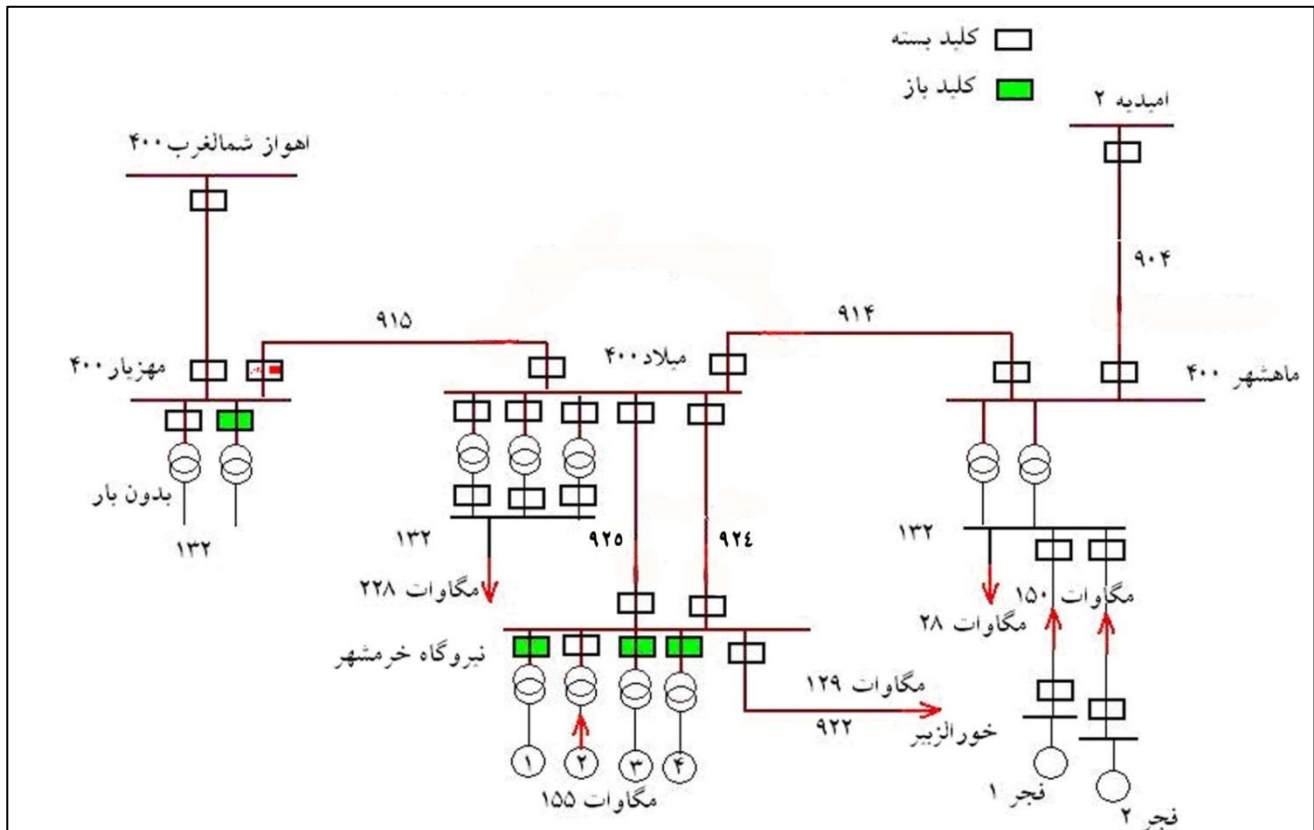 کلید بسته
کلید باز
امیدیه ۲
اهواز شمالغرب ۴۰۰
۹۰۴
۹۱۵
۹۱۴
مهزیار ۴۰۰
میلاد ۴۰۰
ماهشهر ۴۰۰
بدون بار
۱۳۲
۱۳۲
۹۲۵
۹۲۴
۱۳۲
۲۲۸ مگاوات
۱۵۰ مگاوات
۲۸ مگاوات
نیروگاه خرمشهر
۱۲۹ مگاوات
۹۲۲
خورالزبیر
۱
۲
۳
۴
۱۵۵ مگاوات
فجر ۱
فجر ۲